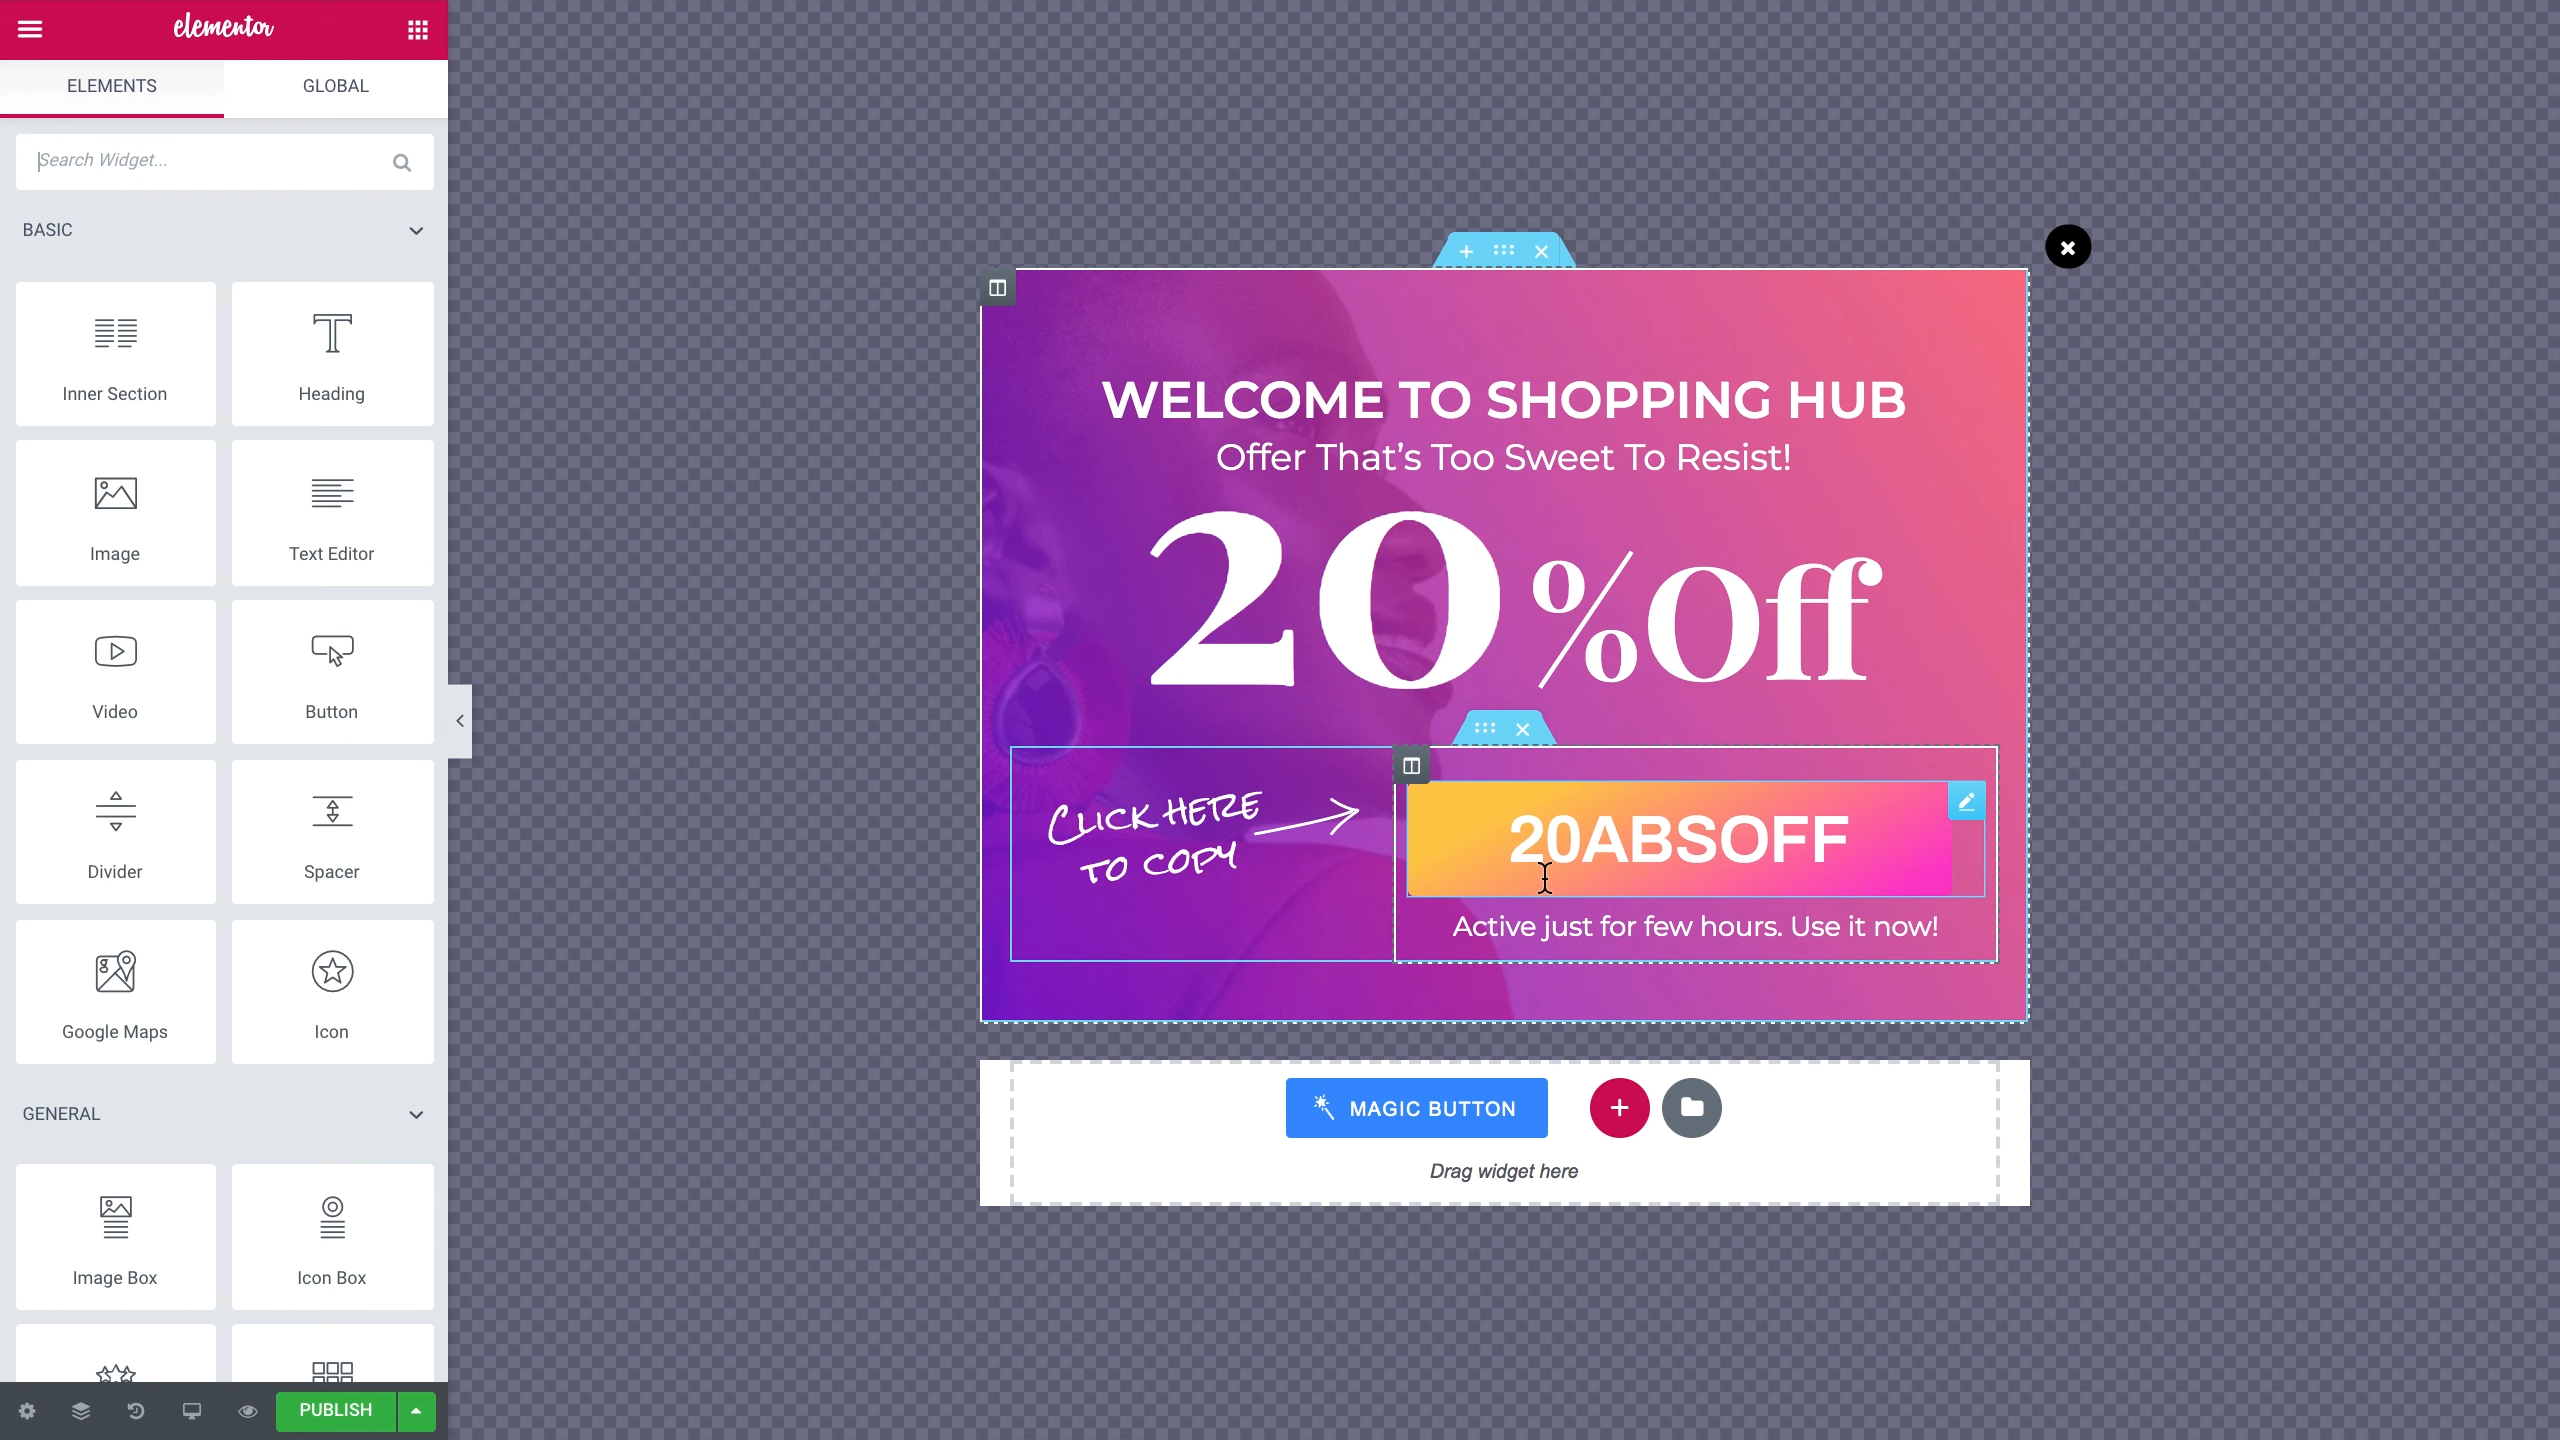 elementor
ELEMENTS
GLOBAL
Search Widget...
BASIC
Inner Section
Heading
Image
Text Editor
Video
Button
Divider
Spacer
Google Maps
Icon
GENERAL
Image Box
Icon Box
PUBLISH
WELCOME TO SHOPPING HUB
Offer That's Too Sweet To Resist!
20%Off
CLICK HERE
TO COPY
20ABSOFF
Active just for few hours. Use it now!
MAGIC BUTTON
Drag widget here